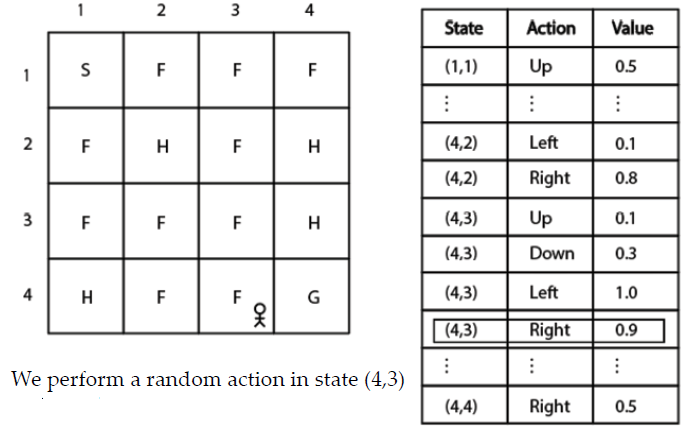 1 2 3 4
1 S F F F
2 F H F H
3 F F F H
4 H F F G
We perform a random action in state (4,3)
State Action Value
(1,1) Up 0.5
⋮ ⋮ ⋮
(4,2) Left 0.1
(4,2) Right 0.8
(4,3) Up 0.1
(4,3) Down 0.3
(4,3) Left 1.0
(4,3) Right 0.9
⋮ ⋮ ⋮
(4,4) Right 0.5